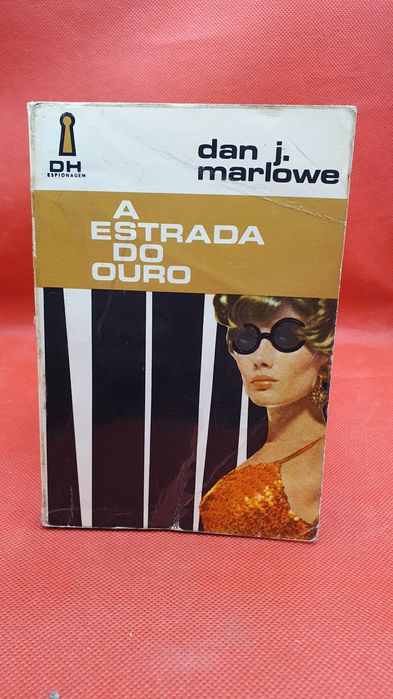 DH
ESPIONAGEM
dan j.
marlowe
A
ESTRADA
DO
OURO